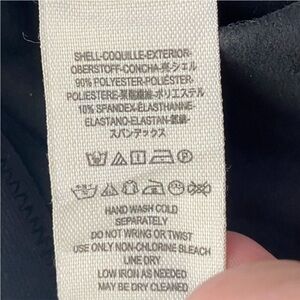 SHELL-COQUILLE-EXTERIOR-
OBERSTOFF-CONCHA-壳-シェル
90% POLYESTER-POLIÉSTER-
POLIESTERE-聚酯纖維-ポリエステル
10% SPANDEX-ÉLASTHANNE-
ELASTANO-ELASTAN-氨綸-
スパンデックス
HAND WASH COLD
SEPARATELY
DO NOT WRING OR TWIST
USE ONLY NON-CHLORINE BLEACH
LINE DRY
LOW IRON AS NEEDED
MAY BE DRY CLEANED